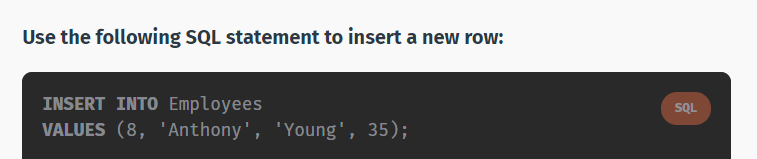 Use the following SQL statement to insert a new row:
INSERT INTO Employees
SQL
VALUES (8, 'Anthony', 'Young', 35);